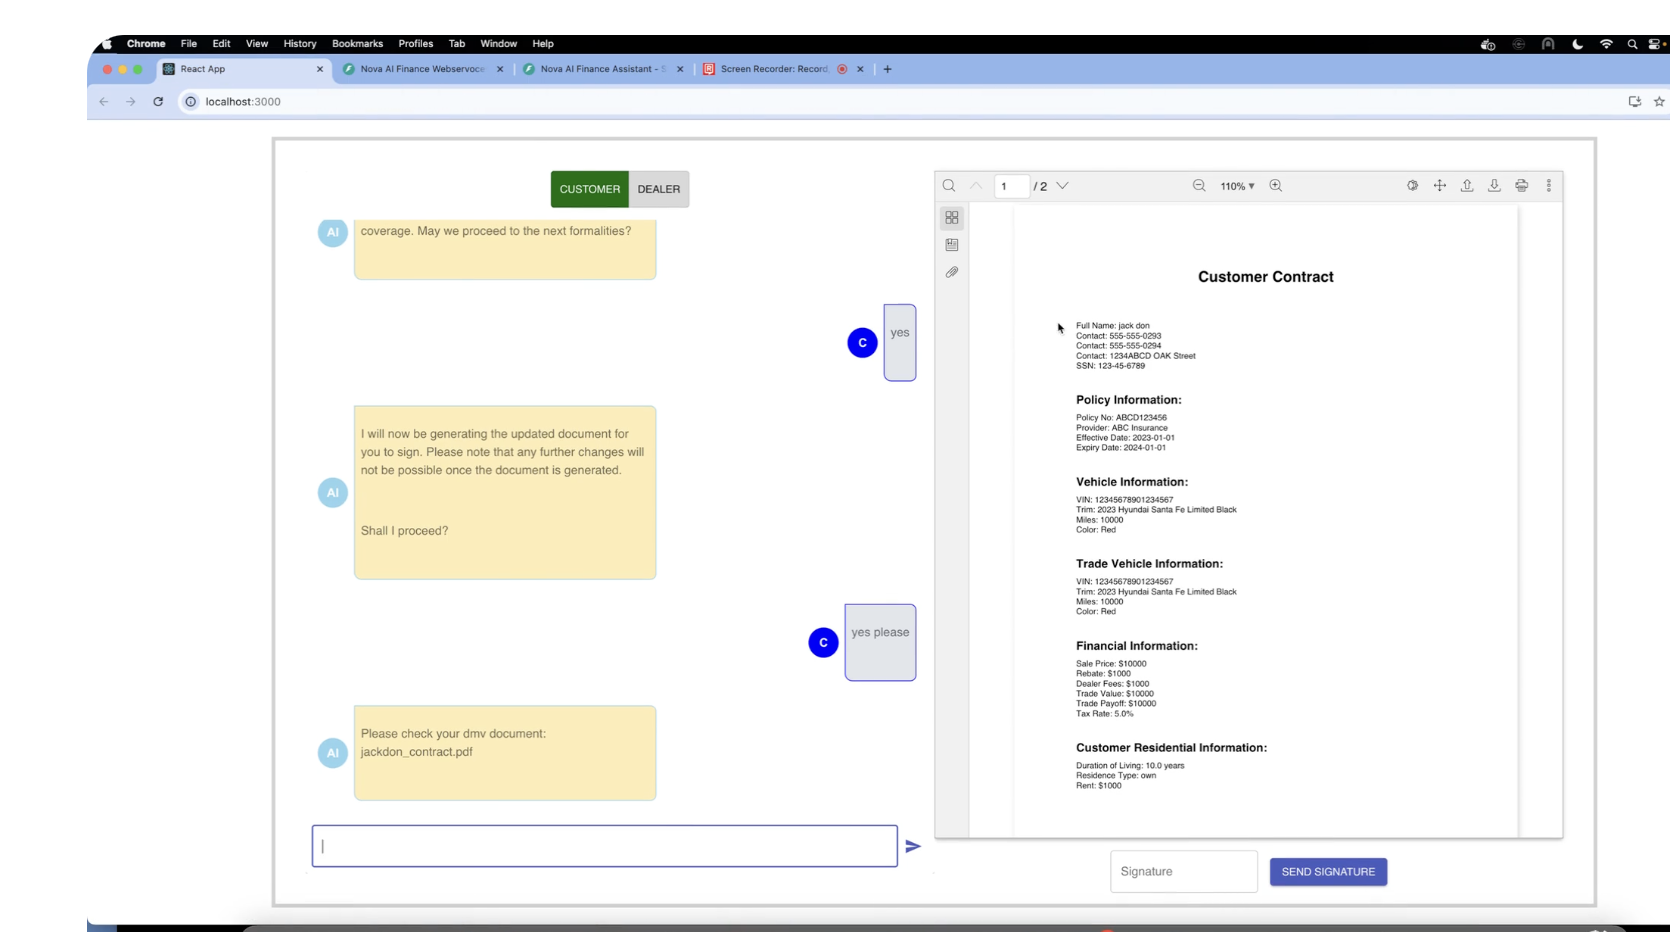 Chrome File Edit View History Bookmarks Profiles Tab Window Help
React App
Nova AI Finance Webservoce
Nova AI Finance Assistant -
Screen Recorder: Record,
localhost:3000
CUSTOMER DEALER
AI
coverage. May we proceed to the next formalities?
C
yes
I will now be generating the updated document for
you to sign. Please note that any further changes will
not be possible once the document is generated.
AI
Shall I proceed?
C
yes please
Please check your dmv document:
AI
jackdon_contract.pdf
1 / 2
110%
Customer Contract
Full Name: jack don
Contact: 555-555-0293
Contact: 555-555-0294
Contact: 1234ABCD OAK Street
SSN: 123-45-6789
Policy Information:
Policy No: ABCD123456
Provider: ABC Insurance
Effective Date: 2023-01-01
Expiry Date: 2024-01-01
Vehicle Information:
VIN: 12345678901234567
Trim: 2023 Hyundai Santa Fe Limited Black
Miles: 10000
Color: Red
Trade Vehicle Information:
VIN: 12345678901234567
Trim: 2023 Hyundai Santa Fe Limited Black
Miles: 10000
Color: Red
Financial Information:
Sale Price: $10000
Rebate: $1000
Dealer Fees: $1000
Trade Value: $10000
Trade Payoff: $10000
Tax Rate: 5.0%
Customer Residential Information:
Duration of Living: 10.0 years
Residence Type: own
Rent: $1000
Signature
SEND SIGNATURE